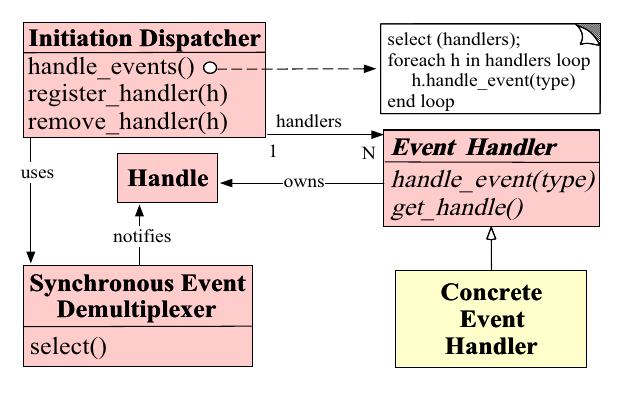 Initiation Dispatcher
handle_events()
register_handler(h)
remove_handler(h)
select (handlers);
foreach h in handlers loop
h.handle_event(type)
end loop
handlers
1
N
uses
Handle
owns
Event Handler
handle_event(type)
get_handle()
notifies
Synchronous Event
Demultiplexer
select()
Concrete
Event
Handler